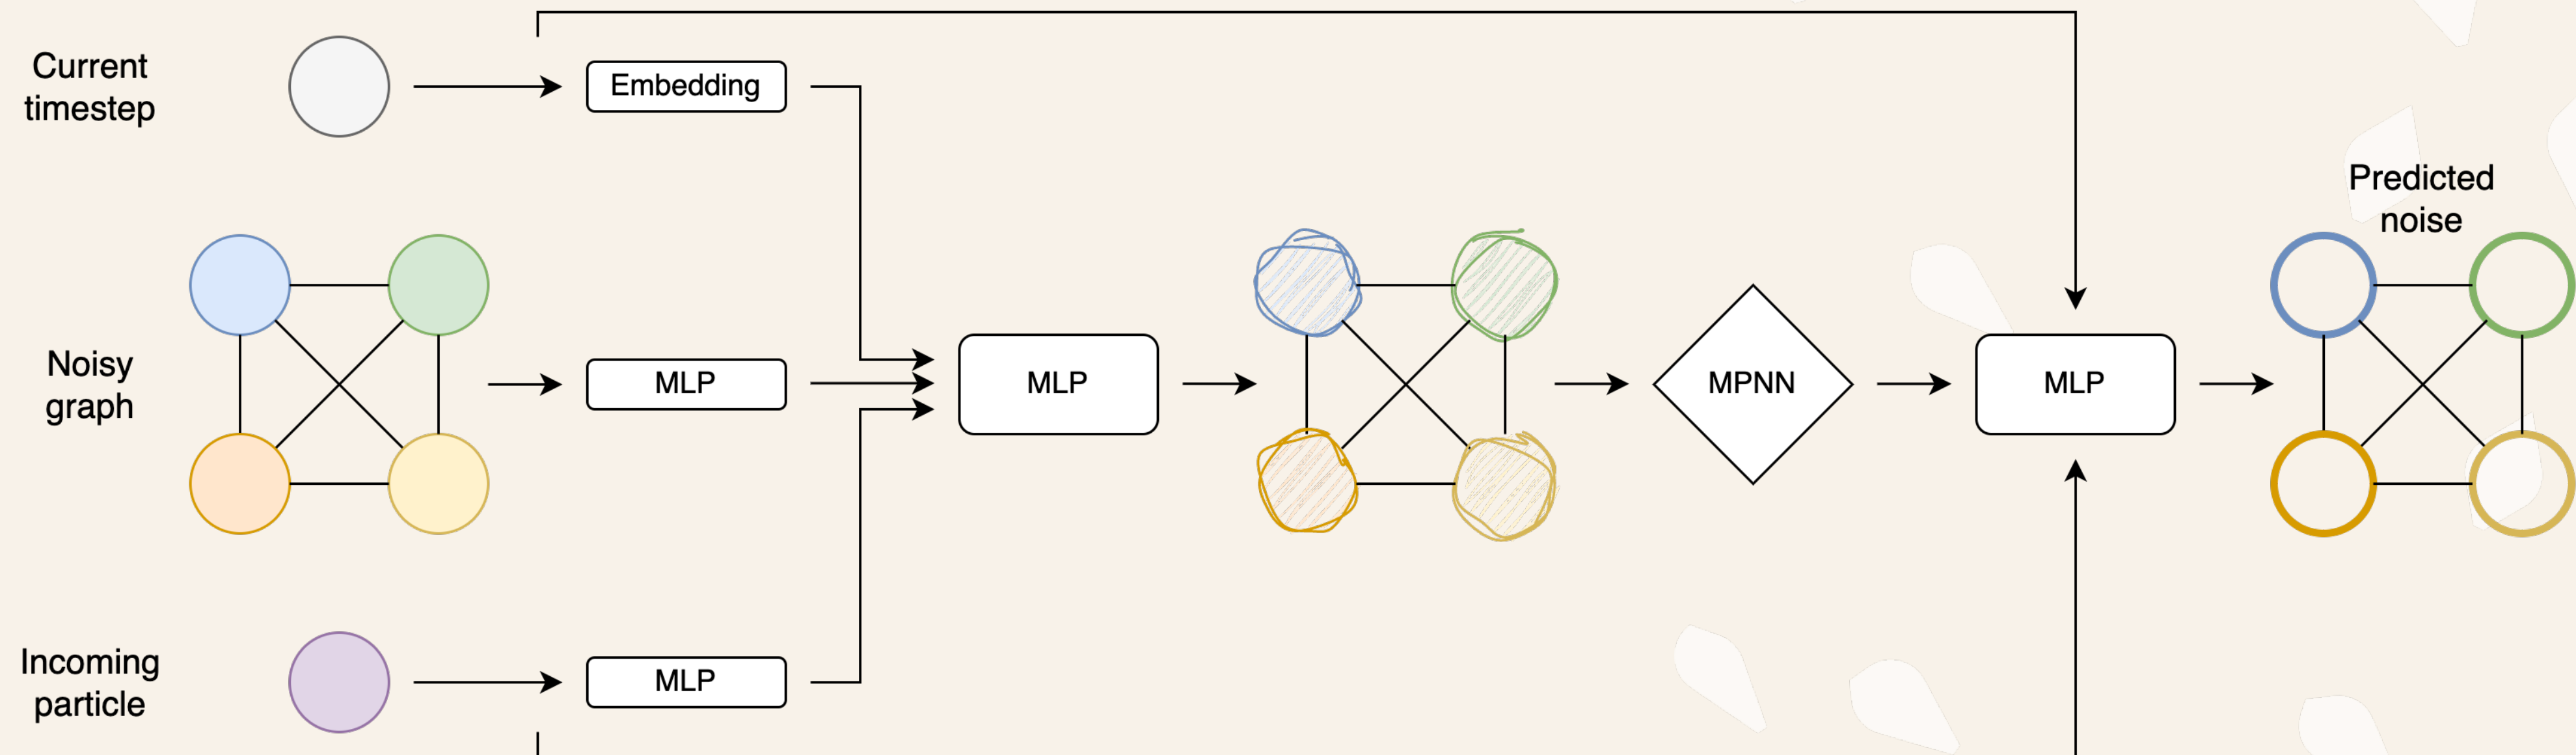 Current
timestep
Embedding
Predicted
noise
Noisy
graph
MLP
MLP
MPNN
MLP
Incoming
particle
MLP